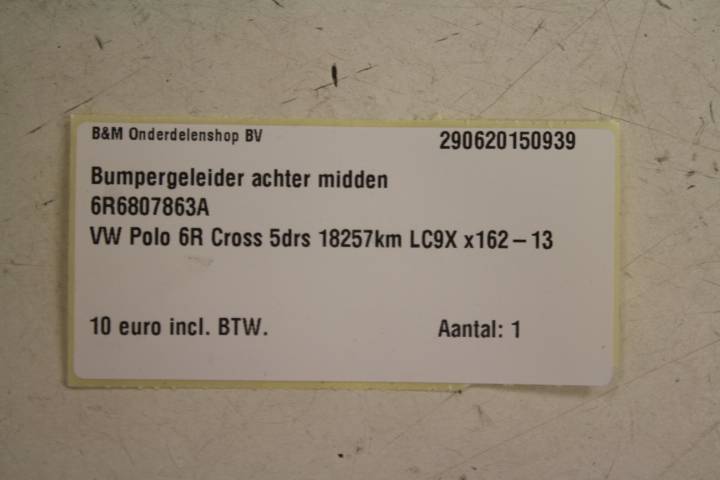 B&M Onderdelenshop BV 290620150939
Bumpergeleider achter midden
6R6807863A
VW Polo 6R Cross 5drs 18257km LC9X x162-13
10 euro incl. BTW. Aantal: 1